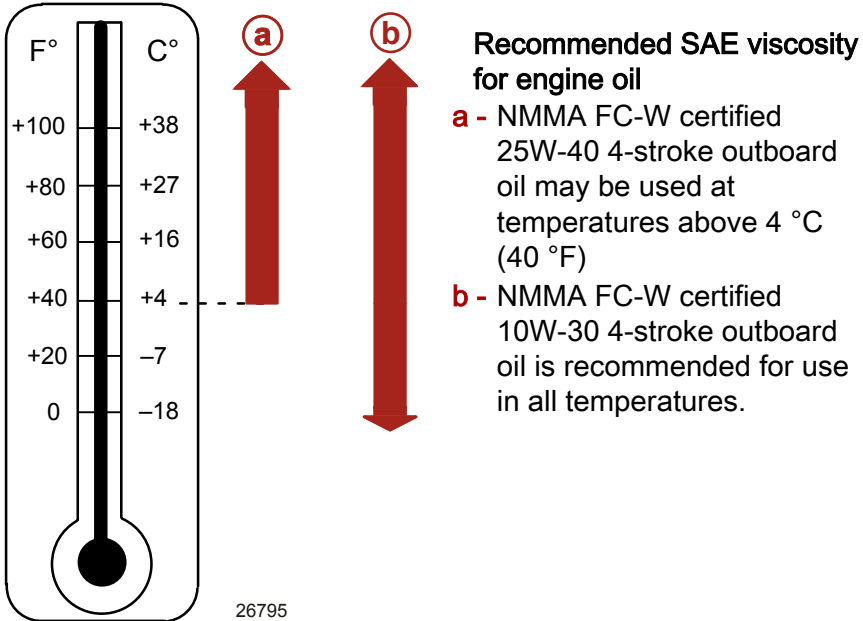 F° C°
+100 +38
+80 +27
+60 +16
+40 +4
+20 –7
0 –18
a
b
26795
Recommended SAE viscosity
for engine oil
a - NMMA FC-W certified
25W-40 4-stroke outboard
oil may be used at
temperatures above 4 °C
(40 °F)
b - NMMA FC-W certified
10W-30 4-stroke outboard
oil is recommended for use
in all temperatures.